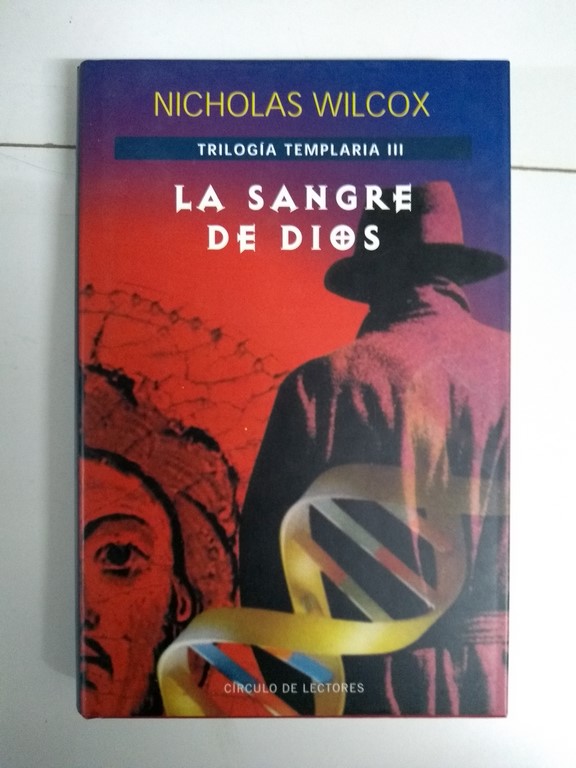 NICHOLAS WILCOX
TRILOGÍA TEMPLARIA III
LA SANGRE
DE DIOS
CÍRCULO DE LECTORES